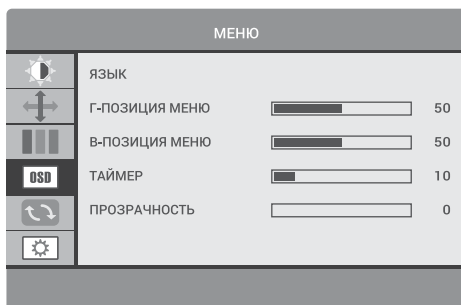 МЕНЮ
ЯЗЫК
Г-ПОЗИЦИЯ МЕНЮ 50
В-ПОЗИЦИЯ МЕНЮ 50
OSD
ТАЙМЕР 10
ПРОЗРАЧНОСТЬ 0